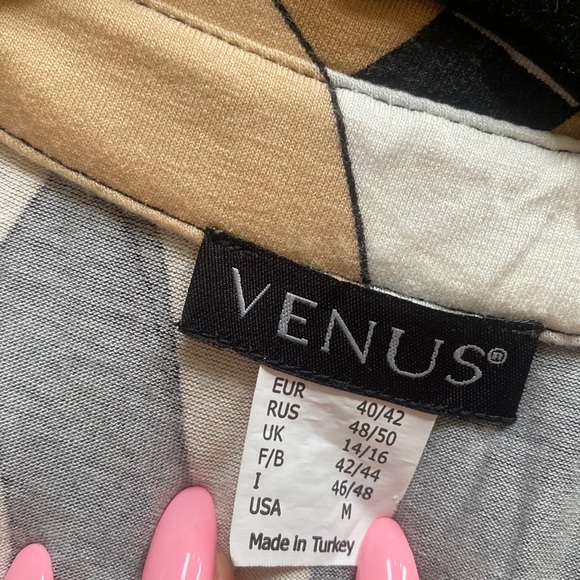 VENUS®
EUR 40/42
RUS 48/50
UK 14/16
F/B 42/44
I 46/48
USA M
Made In Turkey